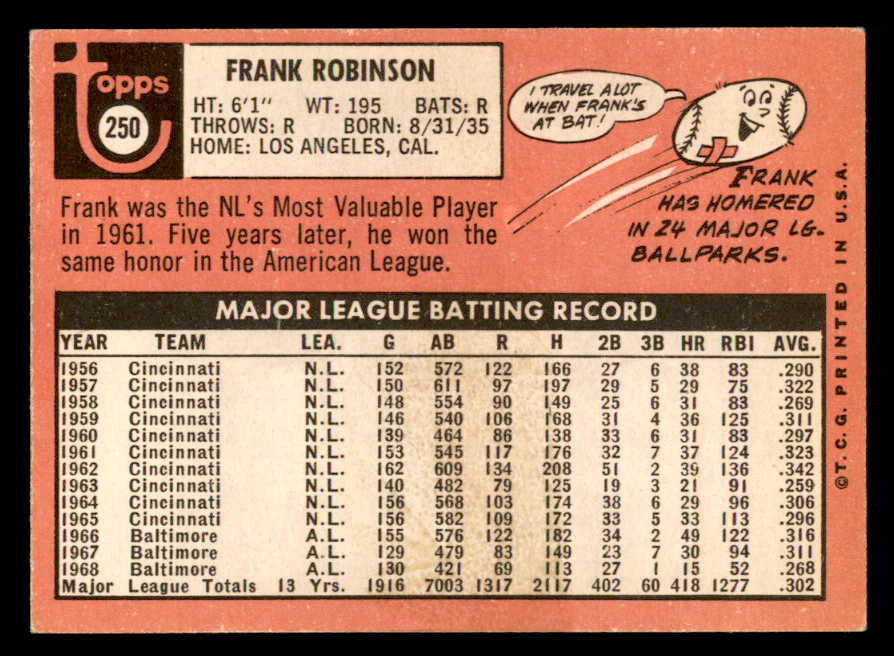 topps
250
FRANK ROBINSON
HT: 6'1" WT: 195 BATS: R
THROWS: R BORN: 8/31/35
HOME: LOS ANGELES, CAL.
I TRAVEL A LOT
WHEN FRANK'S
AT BAT!
Frank was the NL's Most Valuable Player
in 1961. Five years later, he won the
same honor in the American League.
FRANK
HAS HOMERED
IN 24 MAJOR LG.
BALLPARKS.
MAJOR LEAGUE BATTING RECORD
YEAR TEAM LEA. G AB R H 2B 3B HR RBI AVG.
1956 Cincinnati N.L. 152 572 122 166 27 6 38 83 .290
1957 Cincinnati N.L. 150 611 97 197 29 5 29 75 .322
1958 Cincinnati N.L. 148 554 90 149 25 6 31 83 .269
1959 Cincinnati N.L. 146 540 106 168 31 4 36 125 .311
1960 Cincinnati N.L. 139 464 86 138 33 6 31 83 .297
1961 Cincinnati N.L. 153 545 117 176 32 7 37 124 .323
1962 Cincinnati N.L. 162 609 134 208 51 2 39 136 .342
1963 Cincinnati N.L. 140 482 79 125 19 3 21 91 .259
1964 Cincinnati N.L. 156 568 103 174 38 6 29 96 .306
1965 Cincinnati N.L. 156 582 109 172 33 5 33 113 .296
1966 Baltimore A.L. 155 576 122 182 34 2 49 122 .316
1967 Baltimore A.L. 129 479 83 149 23 7 30 94 .311
1968 Baltimore A.L. 130 421 69 113 27 1 15 52 .268
Major League Totals 13 Yrs. 1916 7003 1317 2117 402 60 418 1277 .302
©T.C.G. PRINTED IN U.S.A.